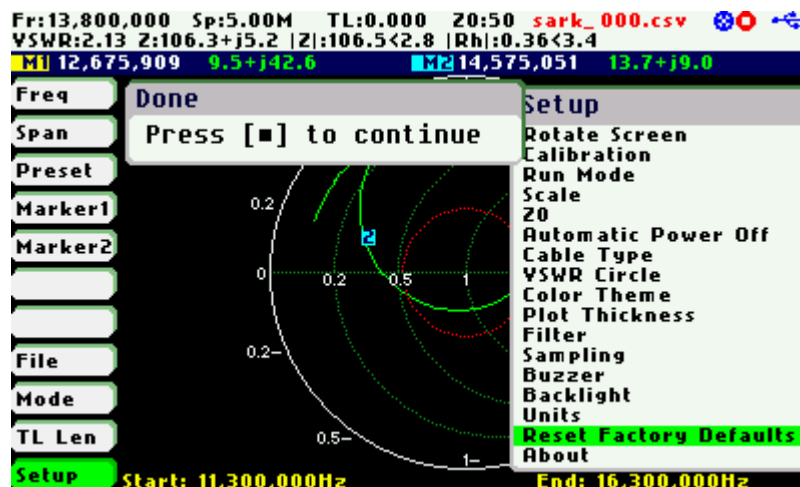 Fr:13,800,000 Sp:5.00M TL:0.000 Z0:50 sark_000.csv
VSWR:2.13 Z:106.3+j5.2 |Z|:106.5<2.8 |Rh|:0.36<3.4
M1 12,675,909 9.5+j42.6 M2 14,575,051 13.7+j9.0
Freq
Span
Preset
Marker1
Marker2
File
Mode
TL Len
Setup
Done
Press [■] to continue
Setup
Rotate Screen
Calibration
Run Mode
Scale
Z0
Automatic Power Off
Cable Type
VSWR Circle
Color Theme
Plot Thickness
Filter
Sampling
Buzzer
Backlight
Units
Reset Factory Defaults
About
0.2
0
0.2
0.5
1
0.2
0.5
1
2
Start: 11,300,000Hz
End: 16,300,000Hz